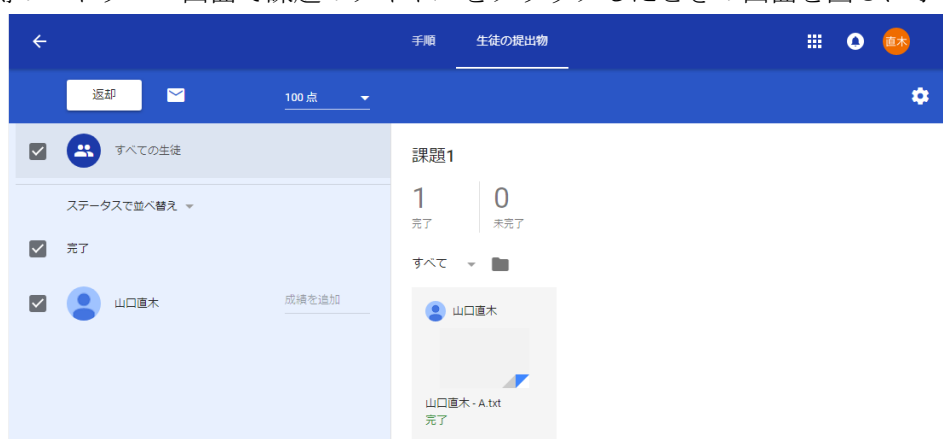 手順 生徒の提出物
直木
返却 100 点
すべての生徒
課題1
1 0
完了 未完了
ステータスで並べ替え
完了
すべて
山口直木 成績を追加
山口直木
山口直木 - A.txt
完了